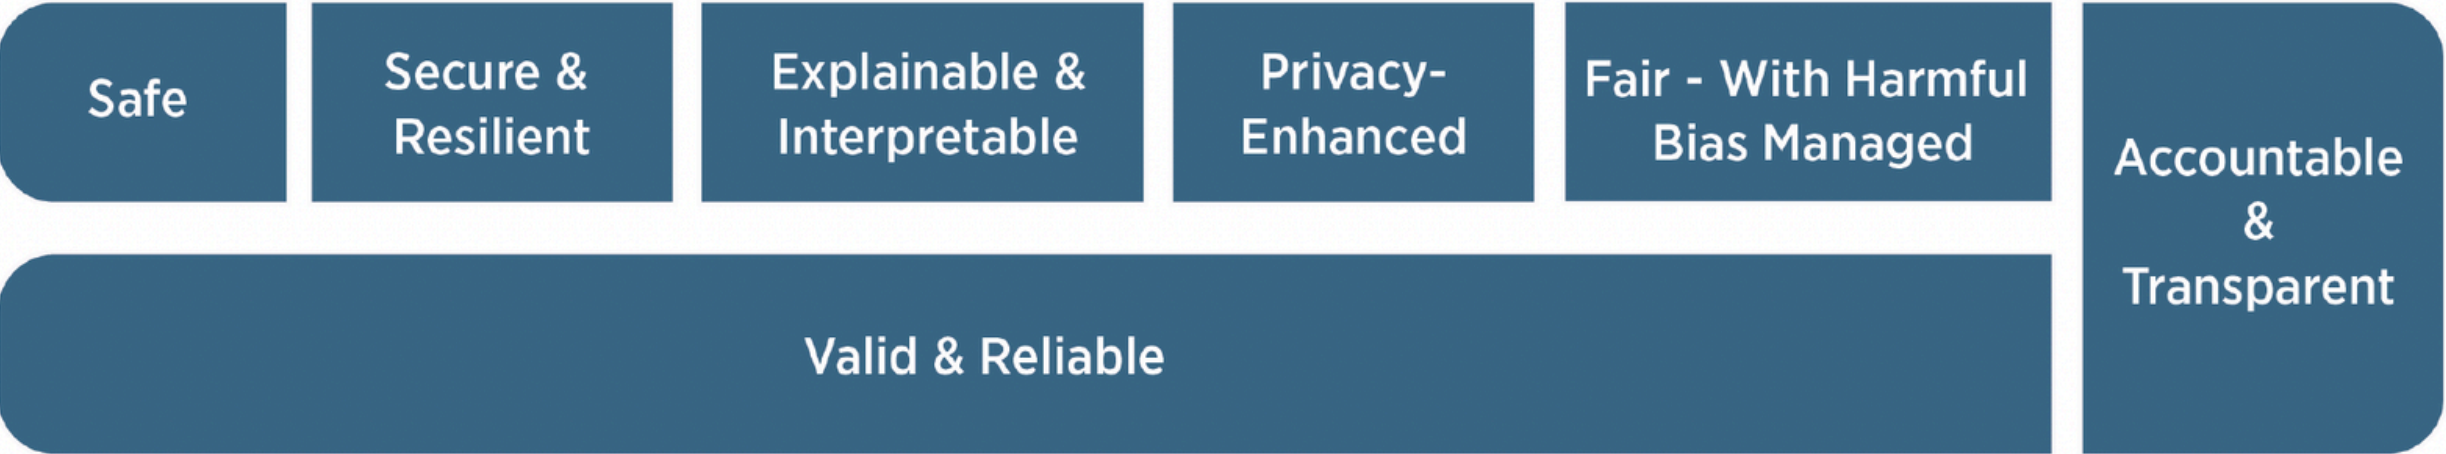 Safe
Secure &
Resilient
Explainable &
Interpretable
Privacy-
Enhanced
Fair - With Harmful
Bias Managed
Accountable
&
Transparent
Valid & Reliable